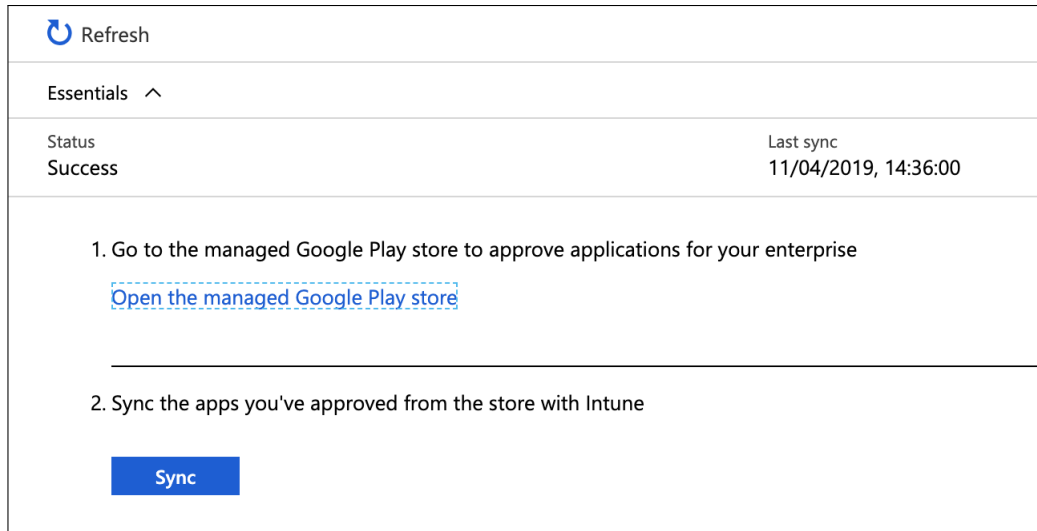 Refresh
Essentials
Status
Last sync
Success
11/04/2019, 14:36:00
1. Go to the managed Google Play store to approve applications for your enterprise
Open the managed Google Play store
2. Sync the apps you've approved from the store with Intune
Sync